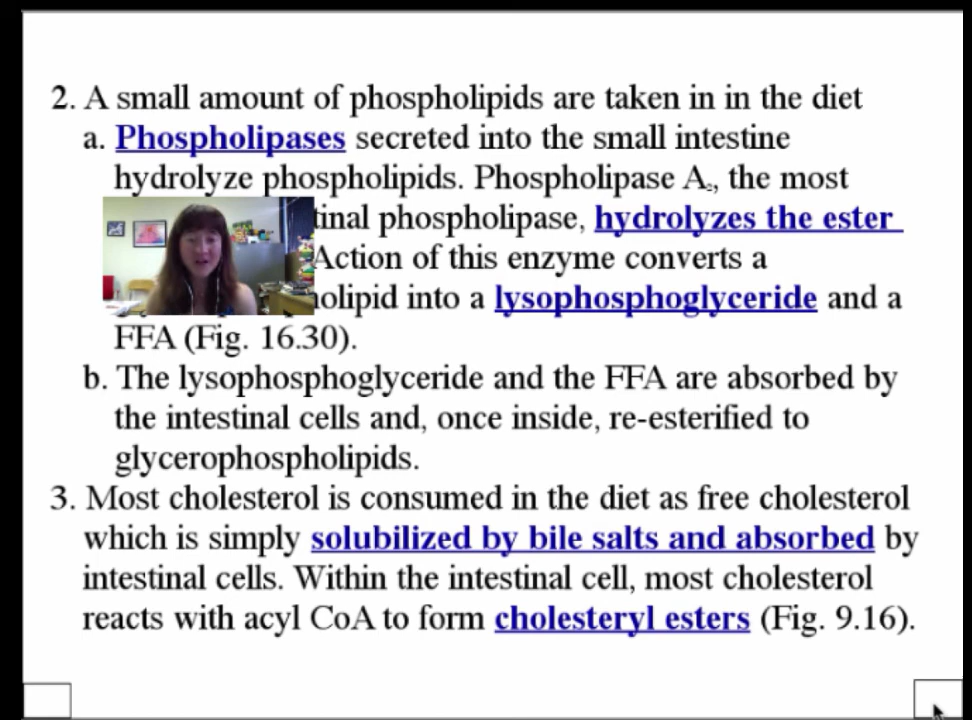 2. A small amount of phospholipids are taken in in the diet
a. Phospholipases secreted into the small intestine
hydrolyze phospholipids. Phospholipase A₂, the most
tinal phospholipase, hydrolyzes the ester
Action of this enzyme converts a
olipid into a lysophosphoglyceride and a
FFA (Fig. 16.30).
b. The lysophosphoglyceride and the FFA are absorbed by
the intestinal cells and, once inside, re-esterified to
glycerophospholipids.
3. Most cholesterol is consumed in the diet as free cholesterol
which is simply solubilized by bile salts and absorbed by
intestinal cells. Within the intestinal cell, most cholesterol
reacts with acyl CoA to form cholesteryl esters (Fig. 9.16).